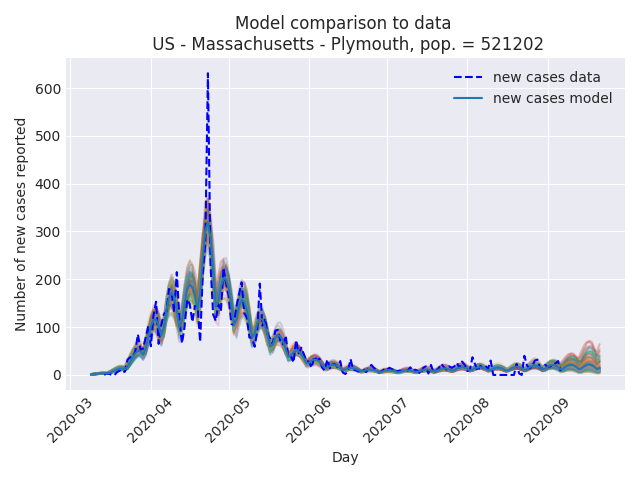 Model comparison to data
US - Massachusetts - Plymouth, pop. = 521202
new cases data
new cases model
Number of new cases reported
600
500
400
300
200
100
0
2020-03
2020-04
2020-05
2020-06
2020-07
2020-08
2020-09
Day